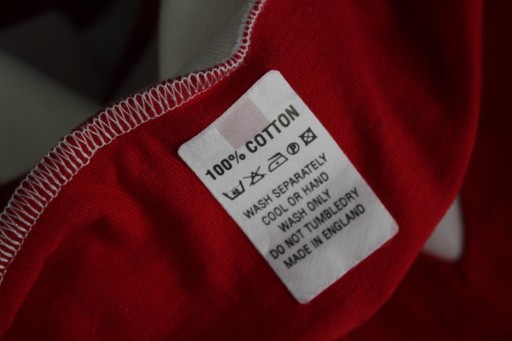 100% COTTON
WASH SEPARATELY
COOL OR HAND
WASH ONLY
DO NOT TUMBLEDRY
MADE IN ENGLAND